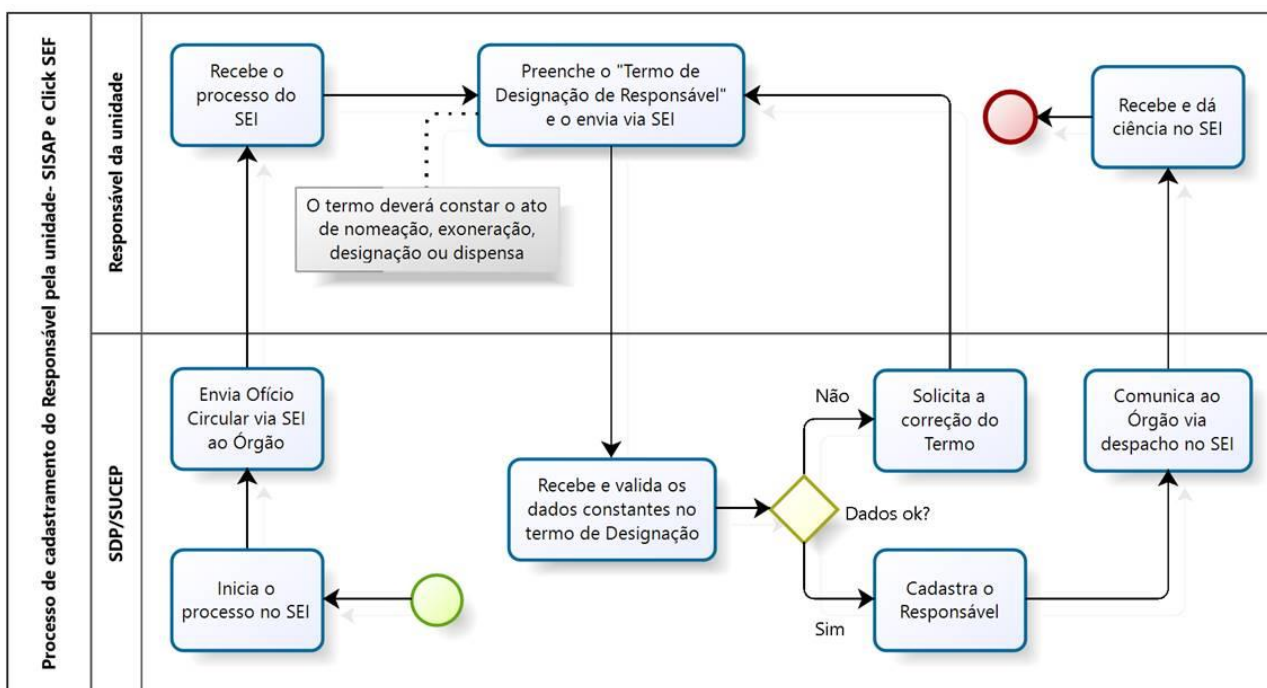 Processo de cadastramento do Responsável pela unidade- SISAP e Click SEF
Responsável da unidade
Recebe o
processo do
SEI
Preenche o "Termo de
Designação de Responsável"
e o envia via SEI
Recebe e dá
ciência no SEI
O termo deverá constar o ato
de nomeação, exoneração,
designação ou dispensa
SDP/SUCEP
Envia Ofício
Circular via SEI
ao Órgão
Não
Solicita a
correção do
Termo
Comunica ao
Órgão via
despacho no SEI
Recebe e valida os
dados constantes no
termo de Designação
Dados ok?
Inicia o
processo no SEI
Sim
Cadastra o
Responsável